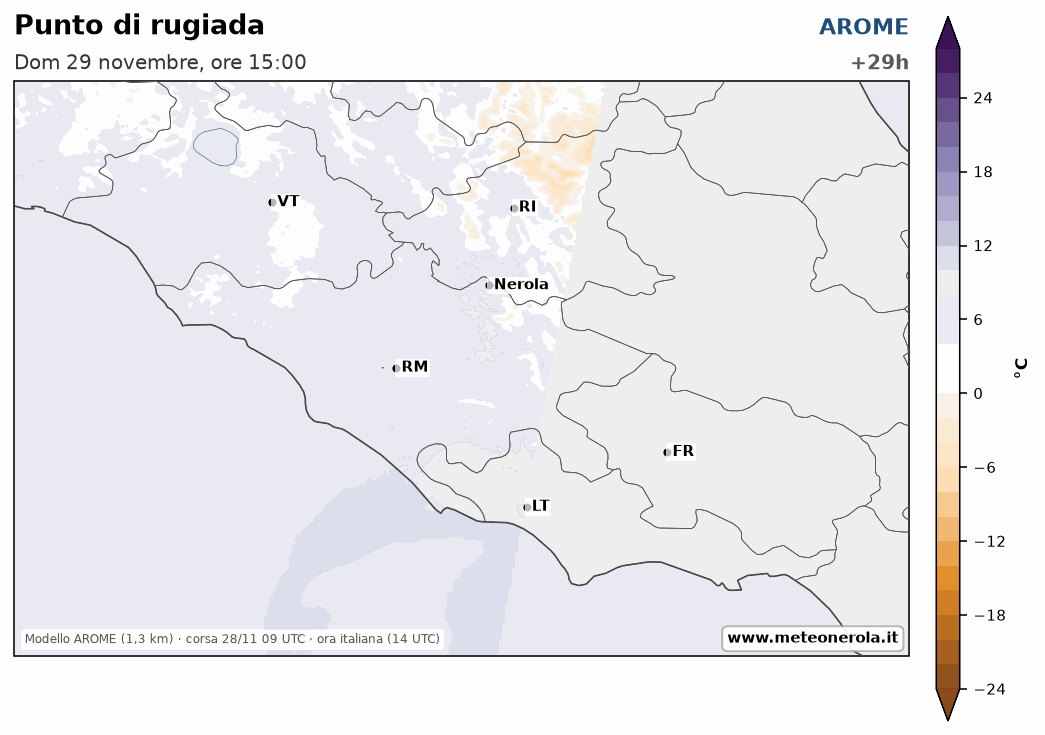 Punto di rugiada
AROME
Dom 29 novembre, ore 15:00
+29h
VT
RI
Nerola
RM
FR
LT
Modello AROME (1,3 km) · corsa 28/11 09 UTC · ora italiana (14 UTC)
www.meteonerola.it
24
18
12
6
0
−6
−12
−18
−24
°C